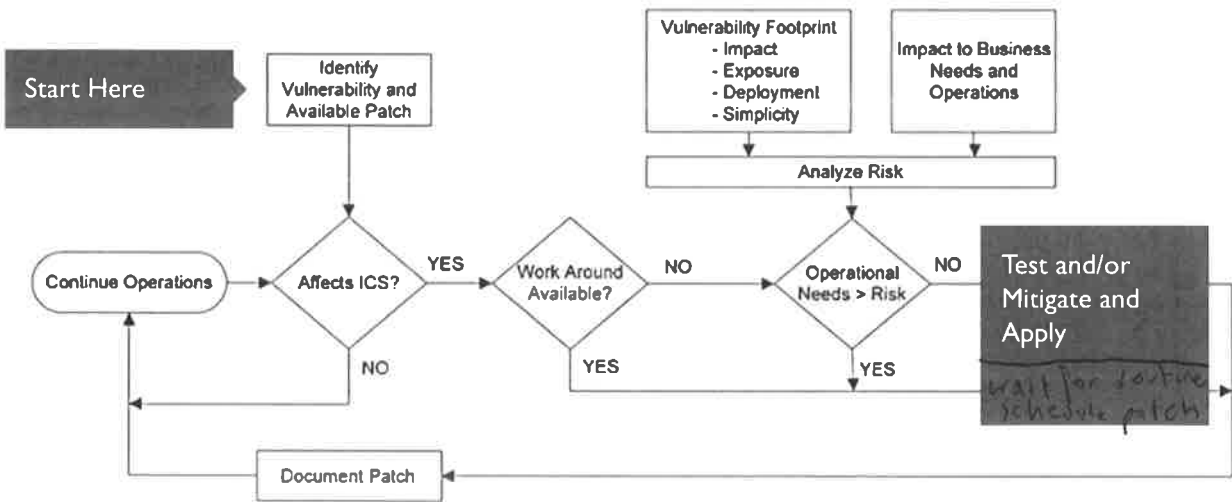 Start Here
Identify
Vulnerability and
Available Patch
Vulnerability Footprint
- Impact
- Exposure
- Deployment
- Simplicity
Impact to Business
Needs and
Operations
Analyze Risk
Continue Operations
Affects ICS?
YES
NO
Work Around
Available?
NO
YES
Operational
Needs > Risk
NO
YES
Test and/or
Mitigate and
Apply
wait for routine
schedule patch
Document Patch